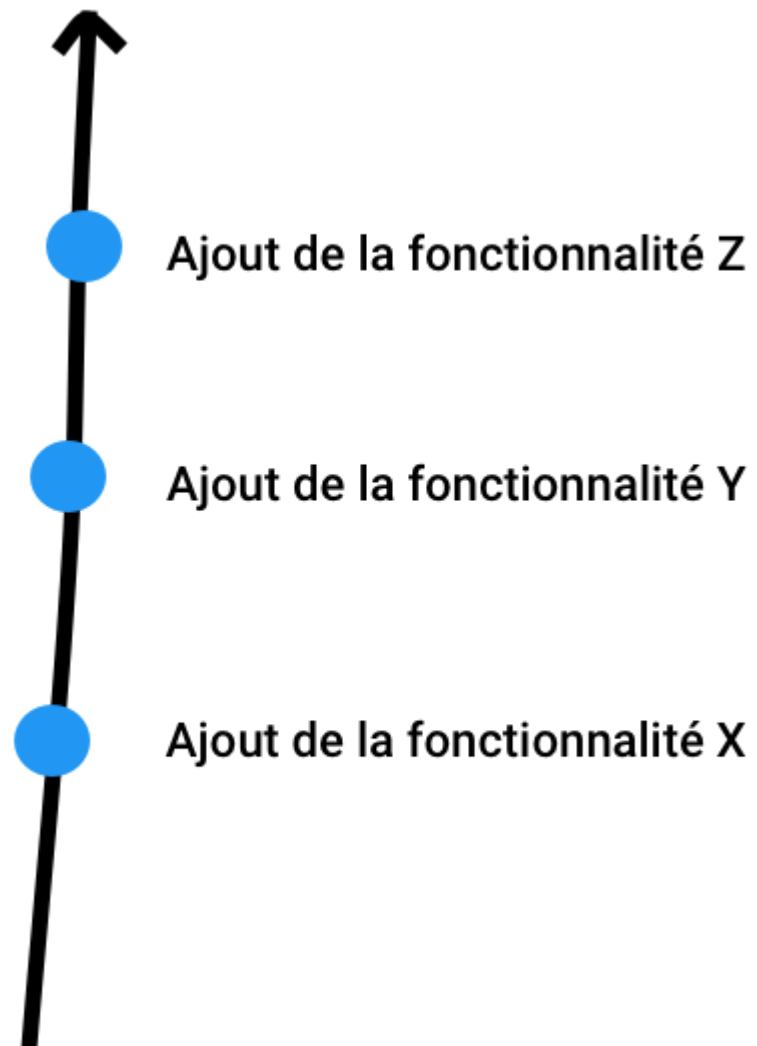 Ajout de la fonctionnalité Z
Ajout de la fonctionnalité Y
Ajout de la fonctionnalité X